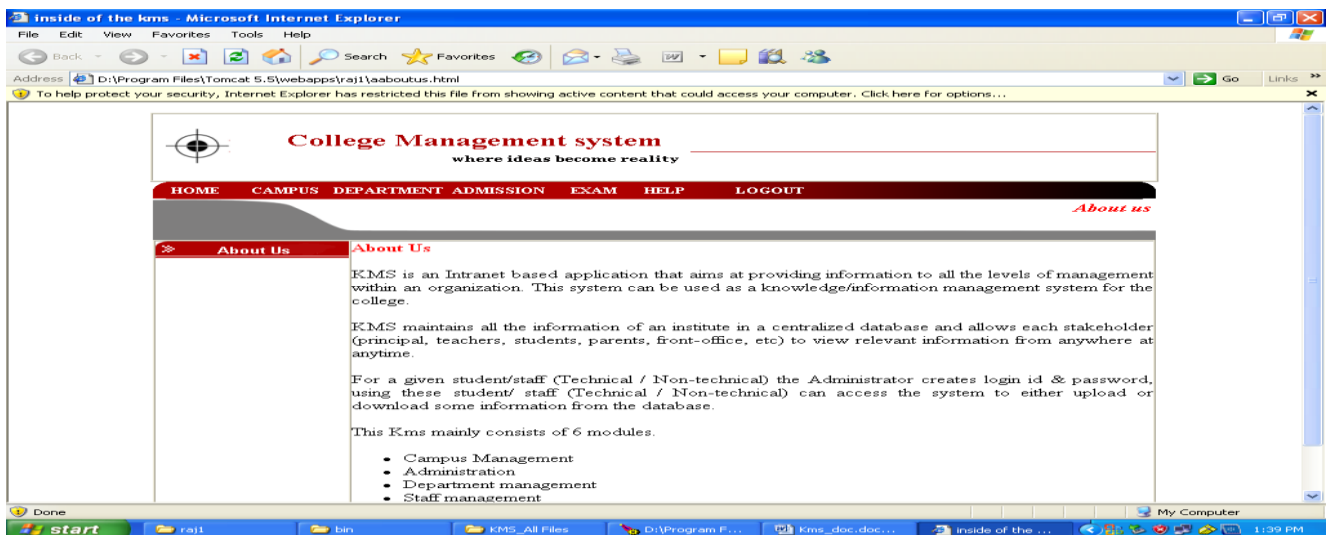 inside of the kms - Microsoft Internet Explorer
File Edit View Favorites Tools Help
Back Search Favorites
Address D:\Program Files\Tomcat 5.5\webapps\raj1\aaboutus.html Go Links
To help protect your security, Internet Explorer has restricted this file from showing active content that could access your computer. Click here for options...
College Management system
where ideas become reality
HOME CAMPUS DEPARTMENT ADMISSION EXAM HELP LOGOUT
About us
About Us
About Us
KMS is an Intranet based application that aims at providing information to all the levels of management
within an organization. This system can be used as a knowledge/information management system for the
college.
KMS maintains all the information of an institute in a centralized database and allows each stakeholder
(principal, teachers, students, parents, front-office, etc) to view relevant information from anywhere at
anytime.
For a given student/staff (Technical / Non-technical) the Administrator creates login id & password,
using these student/ staff (Technical / Non-technical) can access the system to either upload or
download some information from the database.
This Kms mainly consists of 6 modules.
Campus Management
Administration
Department management
Staff management
Done My Computer
start raj1 bin KMS_All Files D:\Program F... Kms_doc.doc... inside of the ... 1:39 PM